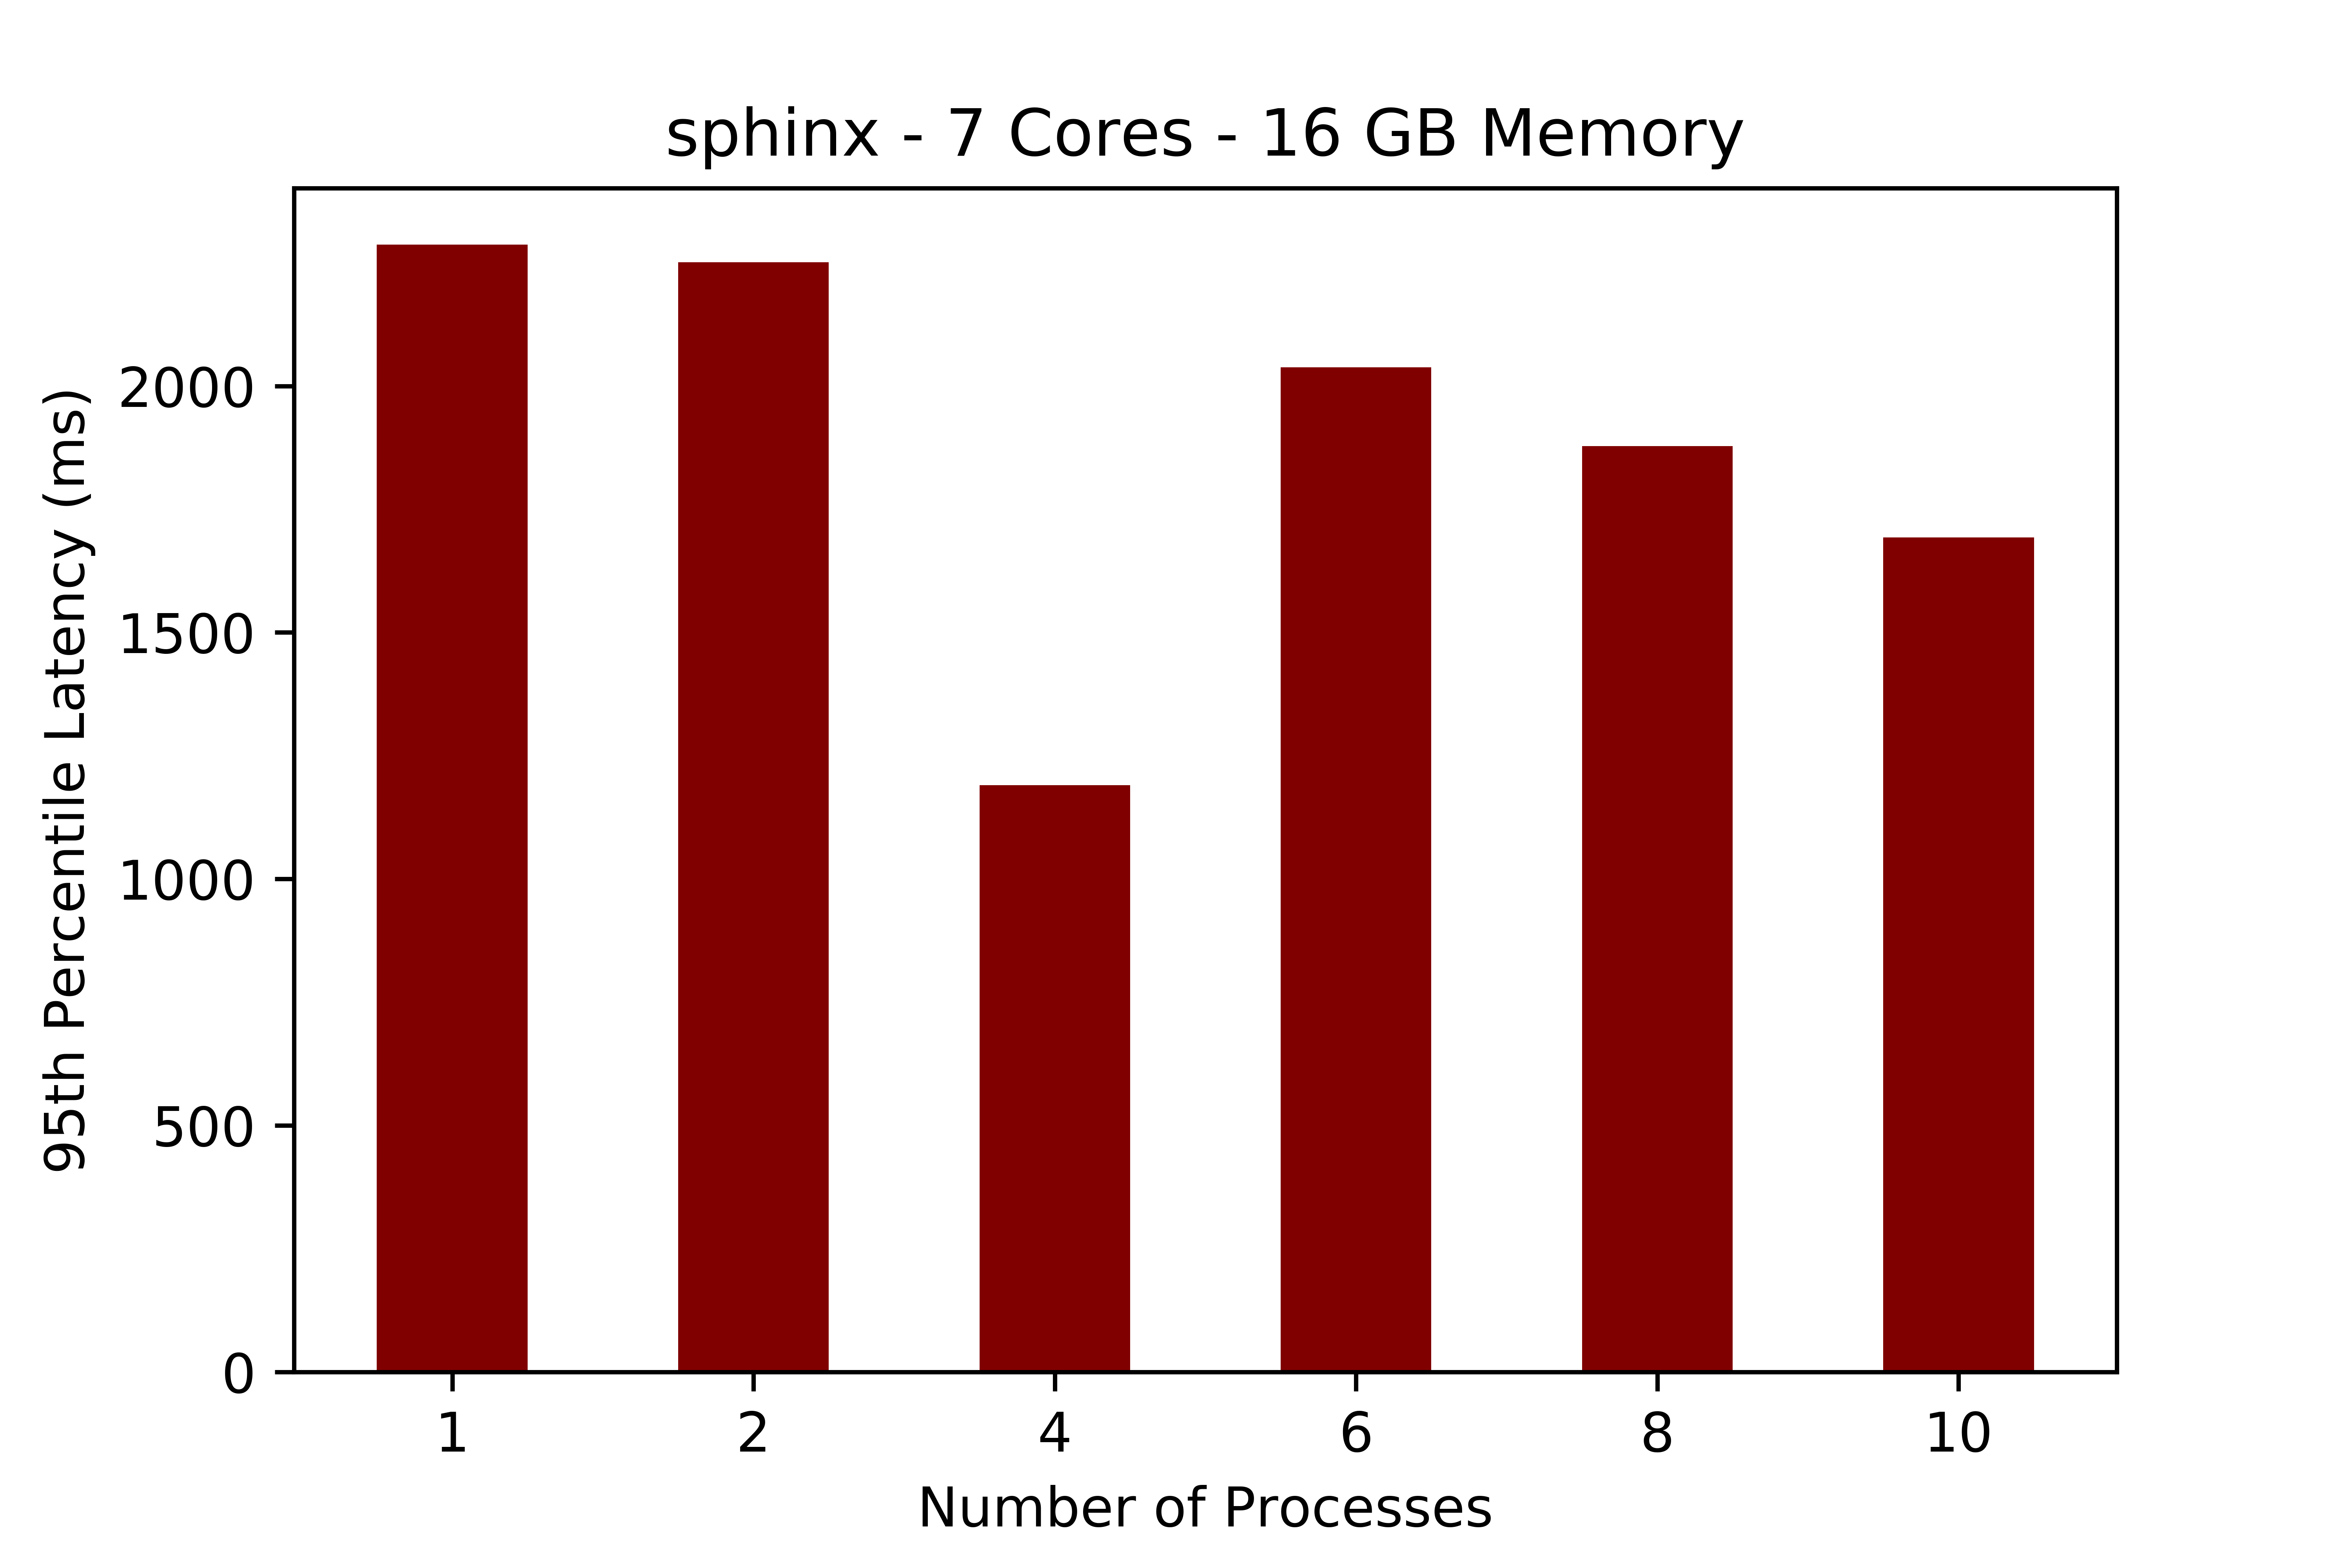 sphinx - 7 Cores - 16 GB Memory
95th Percentile Latency (ms)
2000
1500
1000
500
0
1 2 4 6 8 10
Number of Processes